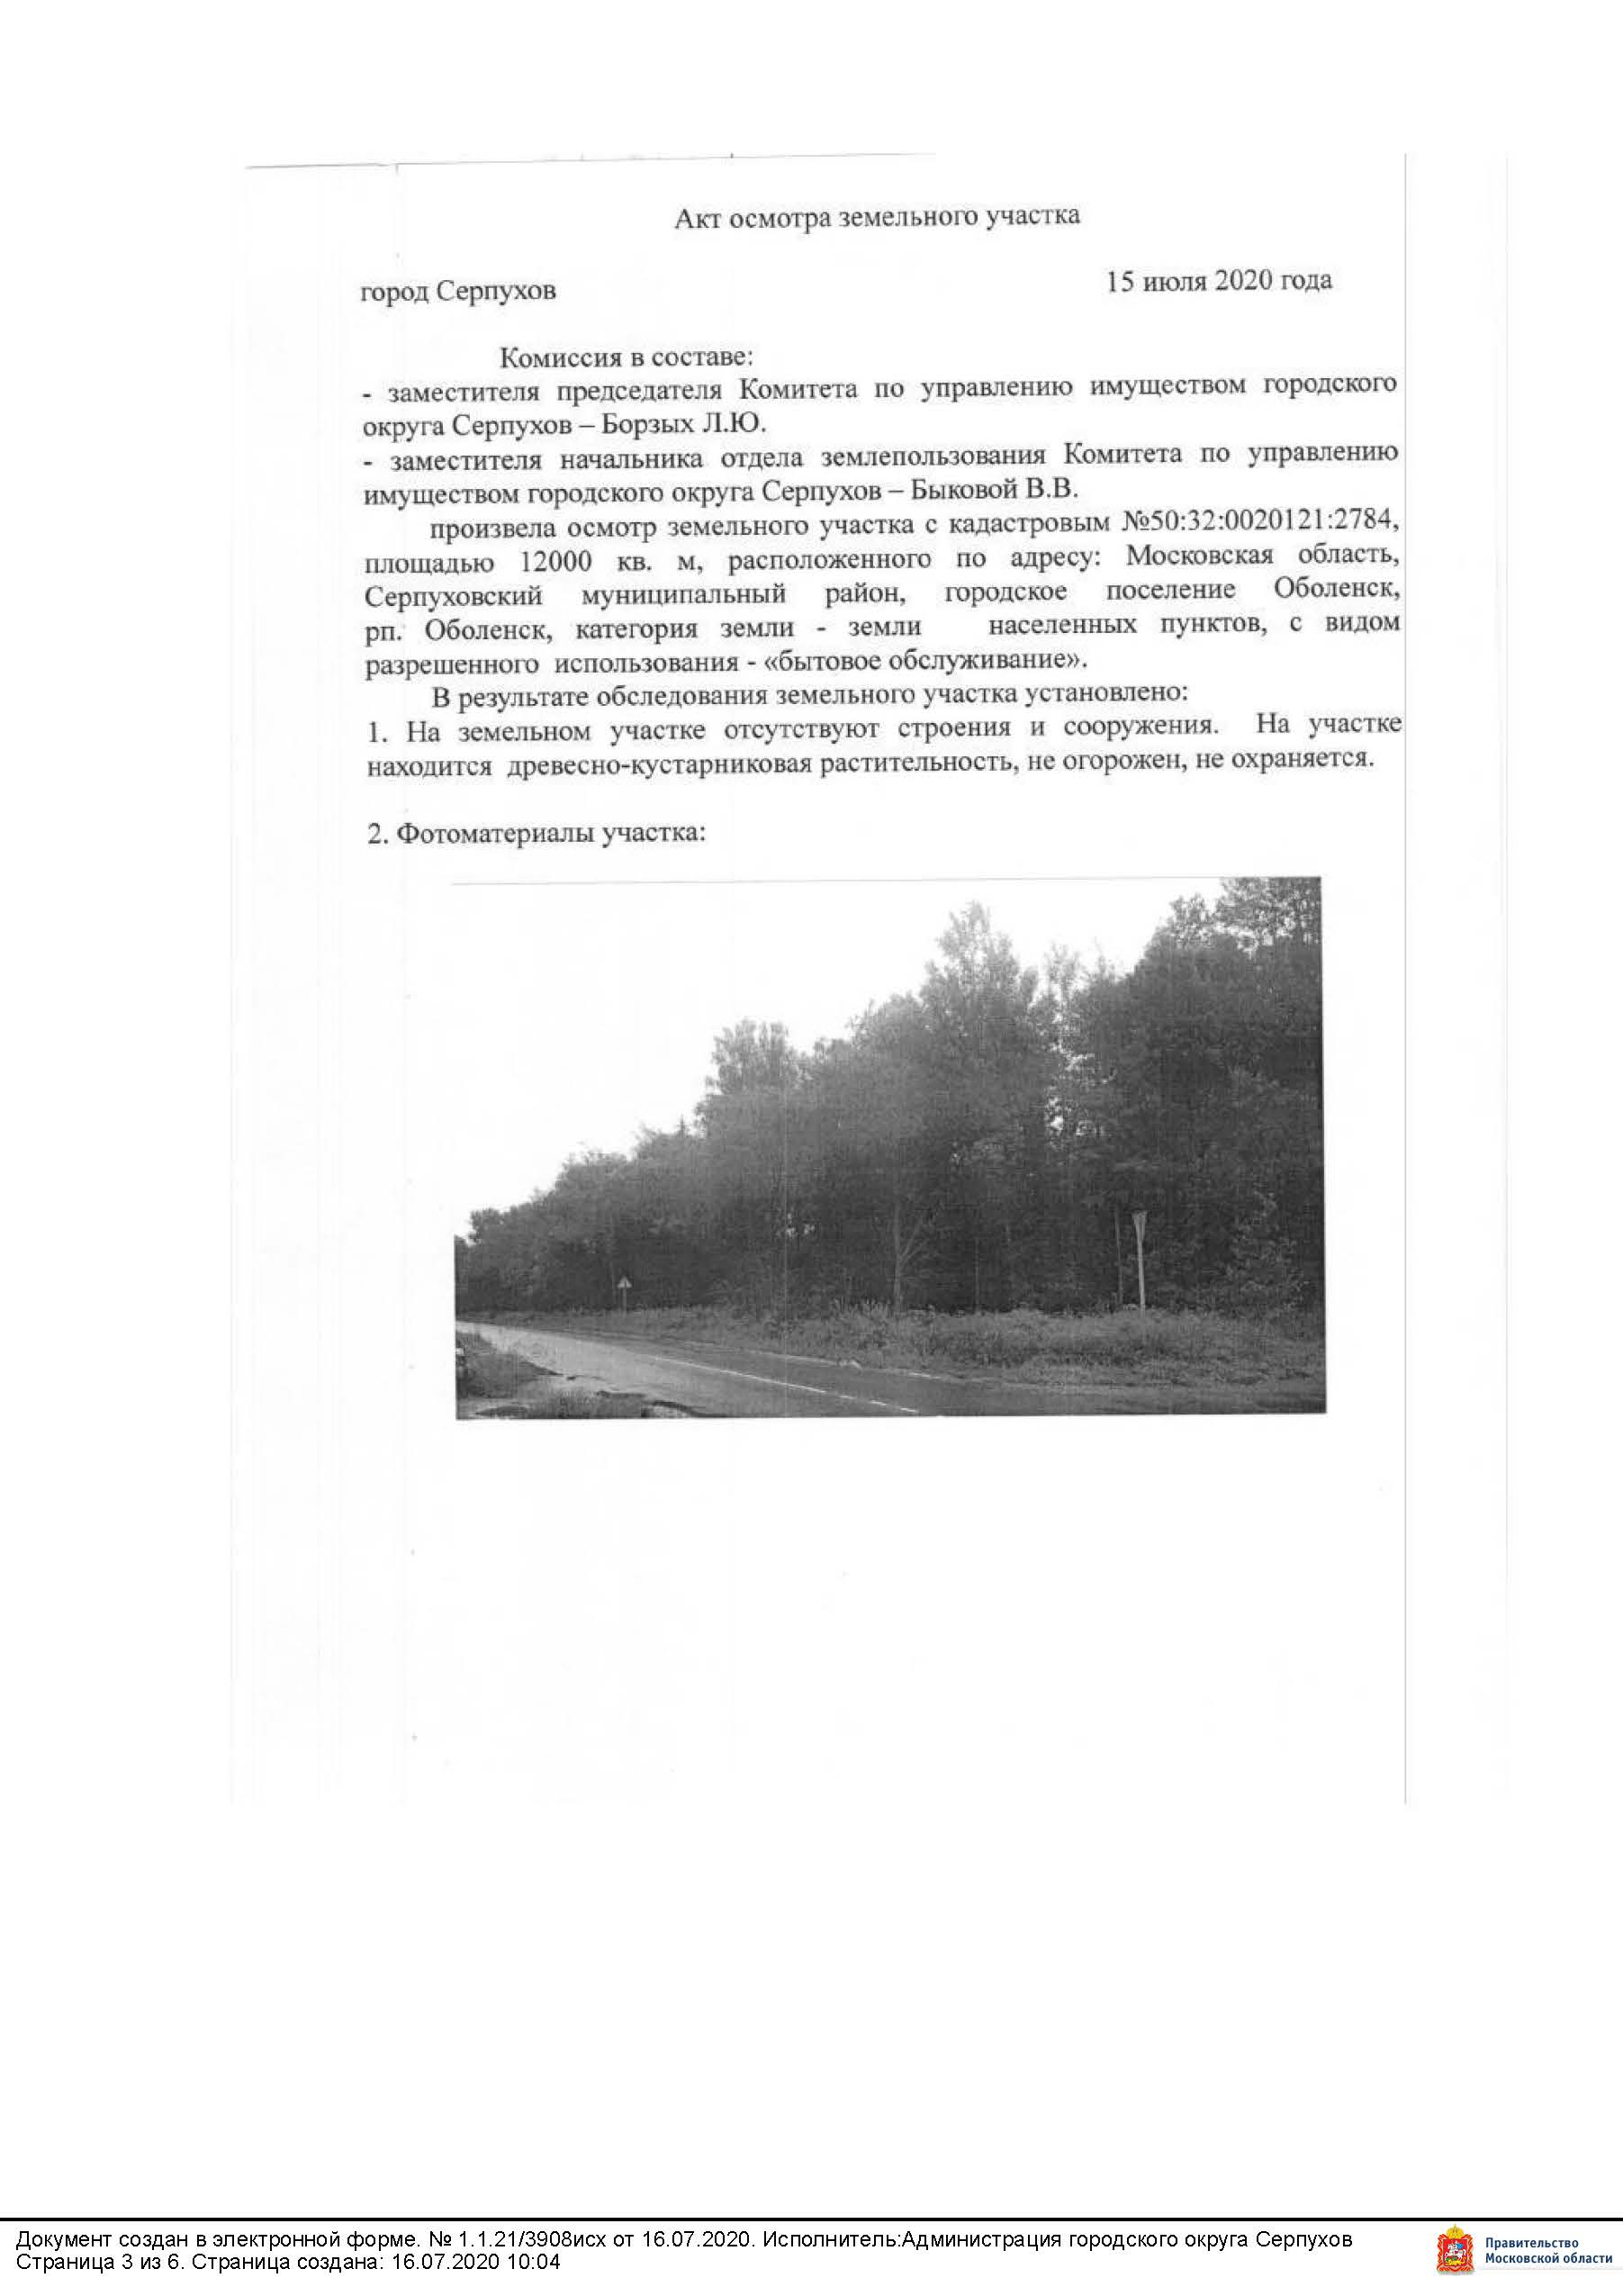 Акт осмотра земельного участка
город Серпухов
15 июля 2020 года
Комиссия в составе:
- заместителя председателя Комитета по управлению имуществом городского
округа Серпухов – Борзых Л.Ю.
- заместителя начальника отдела землепользования Комитета по управлению
имуществом городского округа Серпухов – Быковой В.В.
произвела осмотр земельного участка с кадастровым №50:32:0020121:2784,
площадью 12000 кв. м, расположенного по адресу: Московская область,
Серпуховский муниципальный район, городское поселение Оболенск,
рп. Оболенск, категория земли - земли населенных пунктов, с видом
разрешенного использования - «бытовое обслуживание».
В результате обследования земельного участка установлено:
1. На земельном участке отсутствуют строения и сооружения. На участке
находится древесно-кустарниковая растительность, не огорожен, не охраняется.
2. Фотоматериалы участка:
Документ создан в электронной форме. № 1.1.21/3908исх от 16.07.2020. Исполнитель:Администрация городского округа Серпухов
Страница 3 из 6. Страница создана: 16.07.2020 10:04
Правительство
Московской области